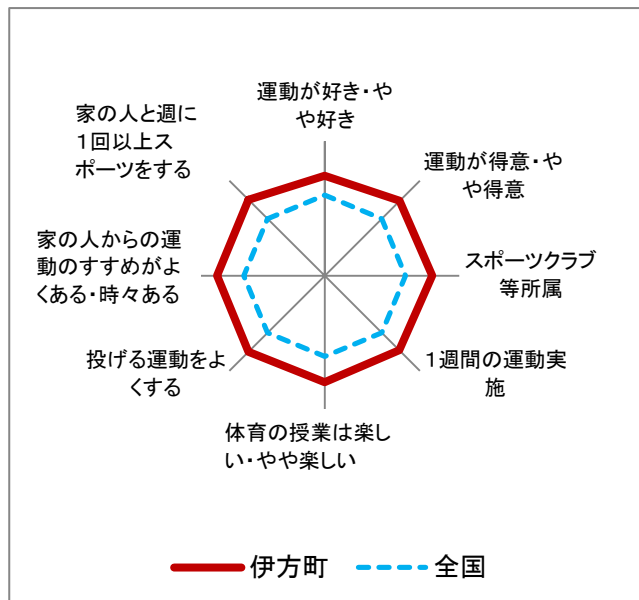 運動が好き・や
や好き
運動が得意・や
や得意
スポーツクラブ
等所属
１週間の運動実
施
体育の授業は楽し
い・やや楽しい
投げる運動をよ
くする
家の人からの運
動のすすめがよ
くある・時々ある
家の人と週に
１回以上ス
ポーツをする
伊方町
全国